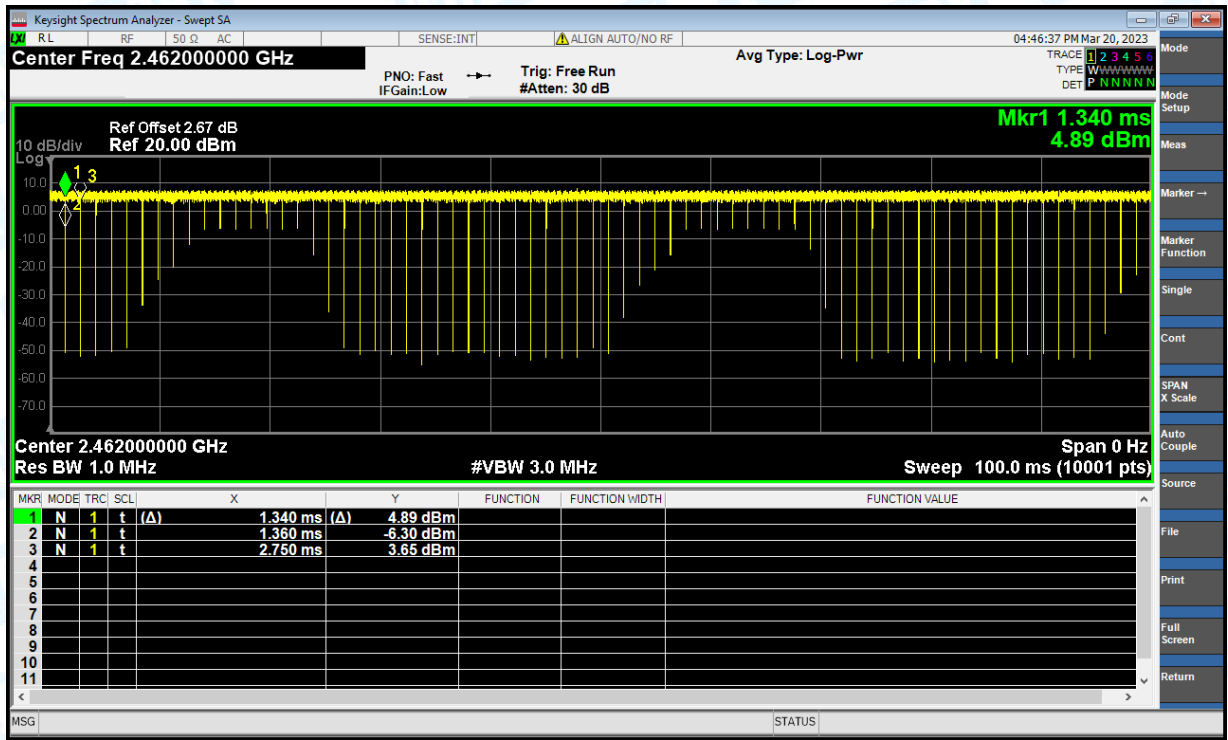 Keysight Spectrum Analyzer - Swept SA
LXI RL RF 50 Ω AC SENSE:INT ALIGN AUTO/NO RF 04:46:37 PM Mar 20, 2023
Center Freq 2.462000000 GHz
Avg Type: Log-Pwr
TRACE 1 2 3 4 5 6
PNO: Fast Trig: Free Run
TYPE WWWWWWW
IFGain:Low #Atten: 30 dB
DET P N N N N N
Ref Offset 2.67 dB
Mkr1 1.340 ms
10 dB/div Ref 20.00 dBm
4.89 dBm
Log
1
3
2
10.0
0.00
-10.0
-20.0
-30.0
-40.0
-50.0
-60.0
-70.0
Center 2.462000000 GHz Span 0 Hz
Res BW 1.0 MHz #VBW 3.0 MHz Sweep 100.0 ms (10001 pts)
MKR MODE TRC SCL X Y FUNCTION FUNCTION WIDTH FUNCTION VALUE
1 N 1 t (Δ) 1.340 ms (Δ) 4.89 dBm
2 N 1 t 1.360 ms -6.30 dBm
3 N 1 t 2.750 ms 3.65 dBm
4
5
6
7
8
9
10
11
MSG STATUS
Mode
Mode
Setup
Meas
Marker→
Marker
Function
Single
Cont
SPAN
X Scale
Auto
Couple
Source
File
Print
Full
Screen
Return